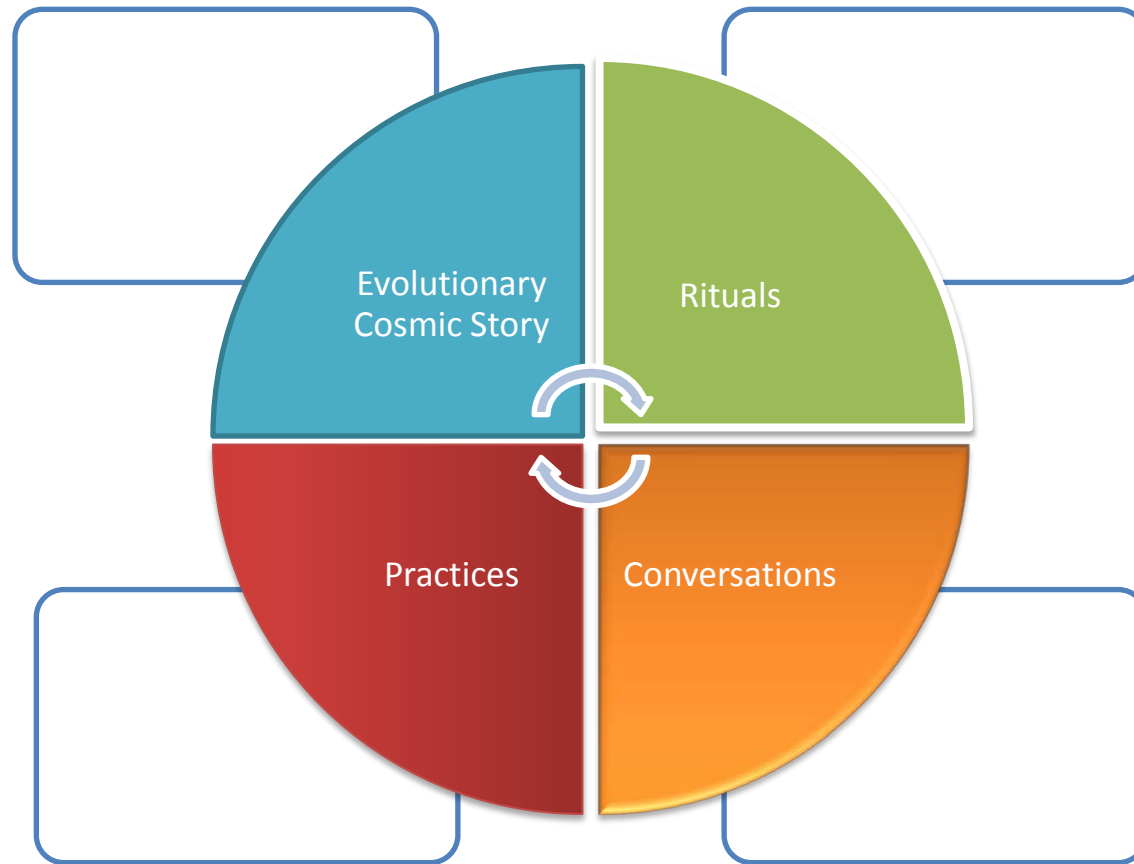 Evolutionary
Cosmic Story
Rituals
Practices
Conversations